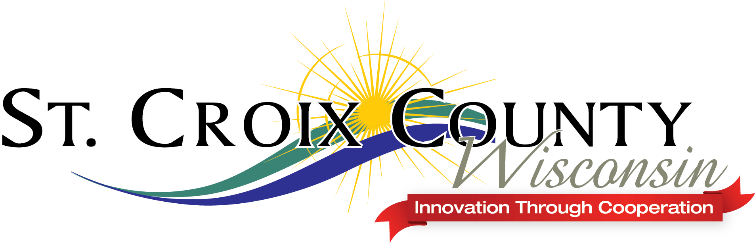 St. Croix County
Wisconsin
Innovation Through Cooperation